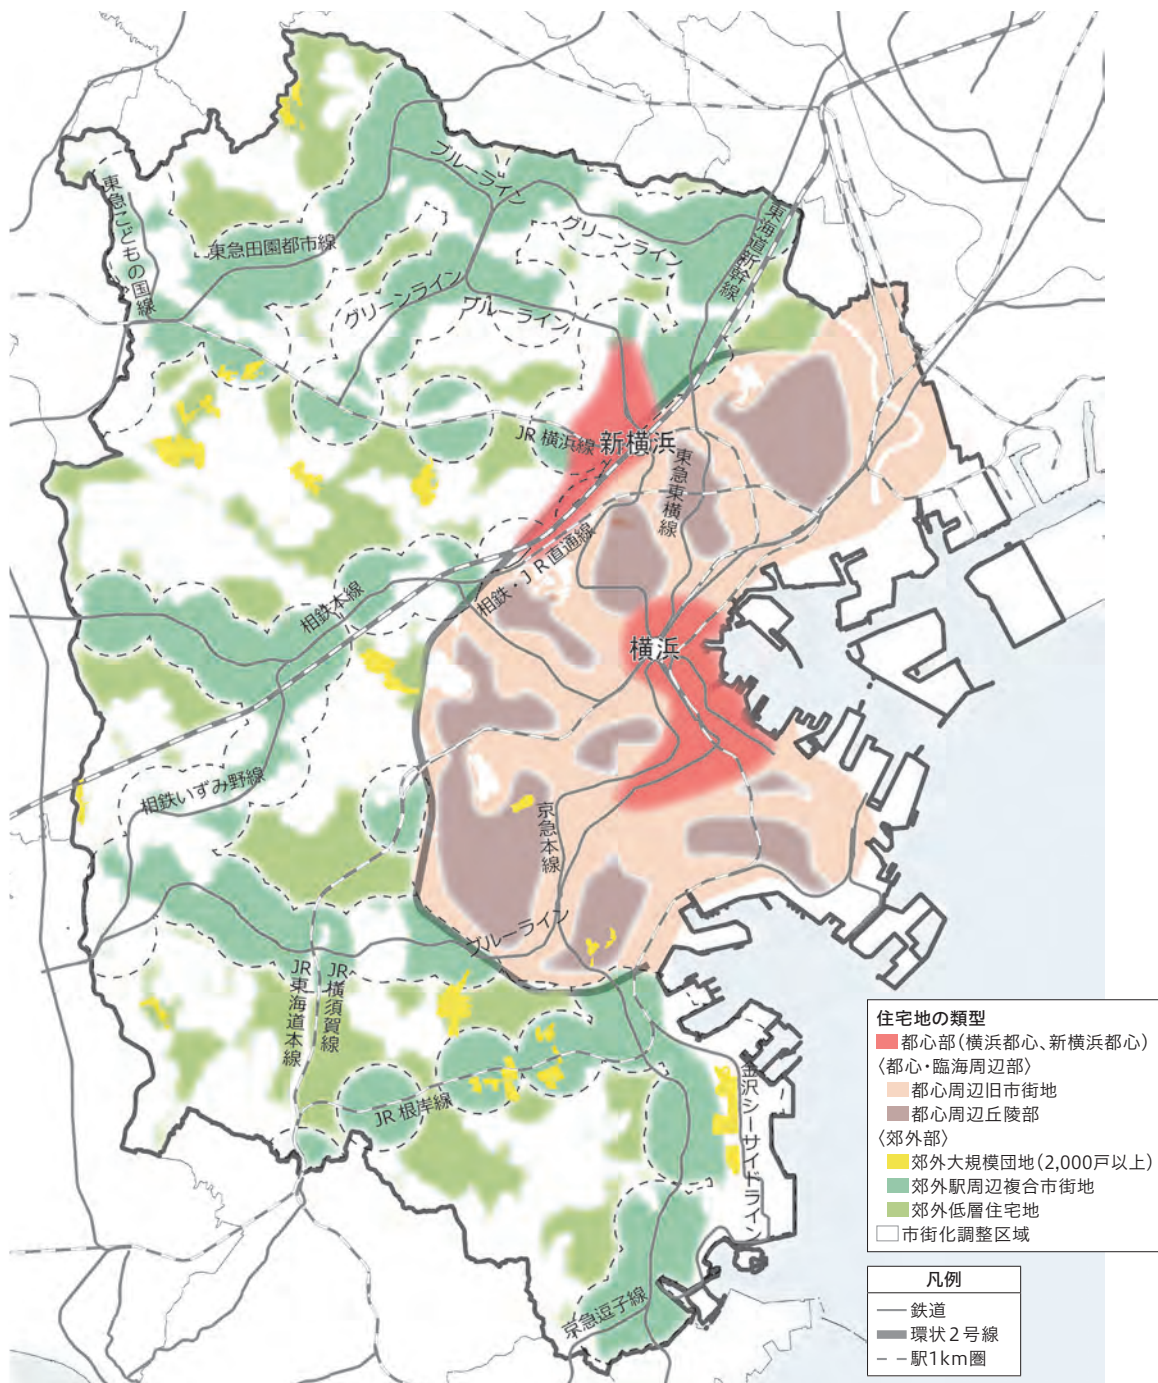 ブルーライン
東急こどもの国線
東急田園都市線
グリーンライン
東海道新幹線
グリーンライン
ブルーライン
JR 横浜線
新横浜
東急東横線
相鉄・JR直通線
相鉄本線
横浜
相鉄いずみ野線
京急本線
ブルーライン
JR東海道本線
JR横須賀線
JR 根岸線
金沢シーサイドライン
京急逗子線
住宅地の類型
都心部（横浜都心、新横浜都心）
〈都心・臨海周辺部〉
都心周辺旧市街地
都心周辺丘陵部
〈郊外部〉
郊外大規模団地（2,000戸以上）
郊外駅周辺複合市街地
郊外低層住宅地
市街化調整区域
凡例
鉄道
環状2号線
駅1km圏